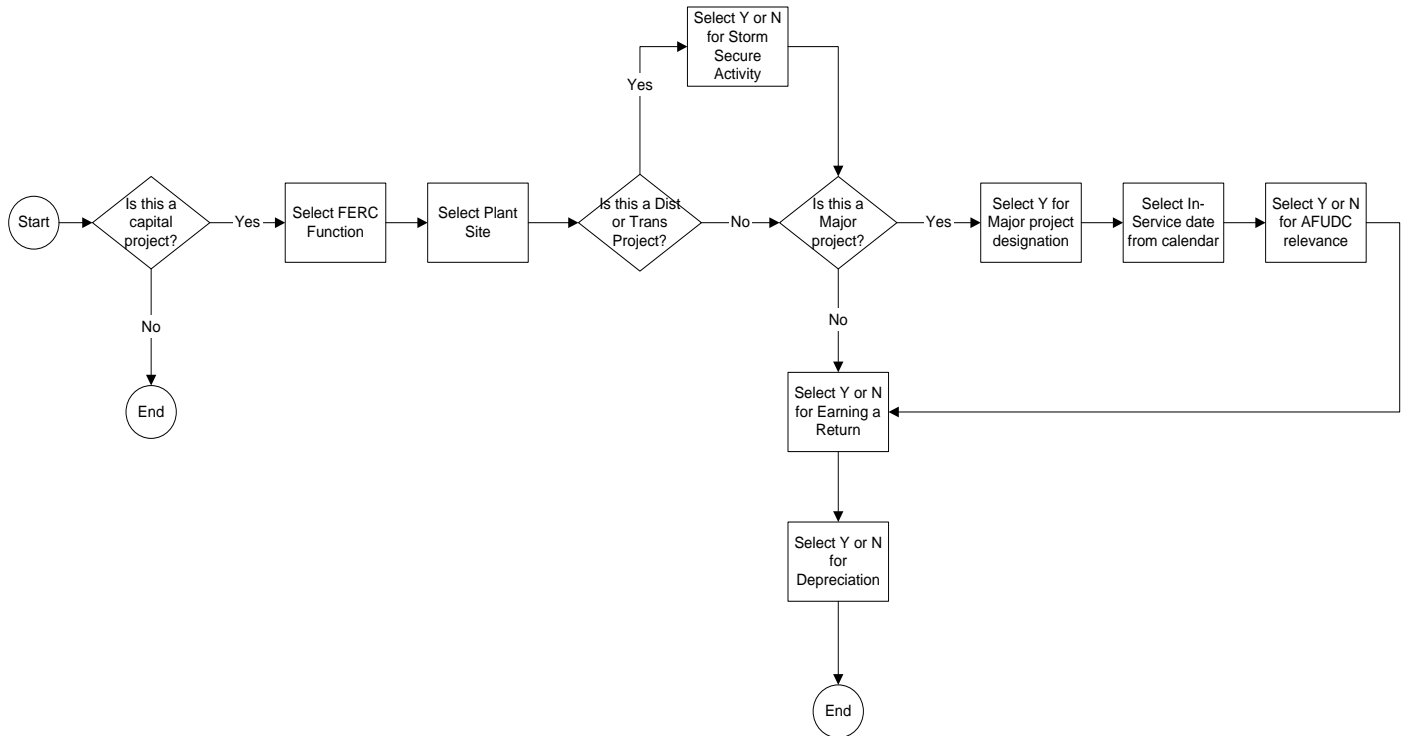 Select Y or N
for Storm
Secure
Activity
Yes
Start
Is this a
capital
project?
Yes
Select FERC
Function
Select Plant
Site
Is this a Dist
or Trans
Project?
No
Is this a
Major
project?
Yes
Select Y for
Major project
designation
Select In-
Service date
from calendar
Select Y or N
for AFUDC
relevance
No
No
End
Select Y or N
for Earning a
Return
Select Y or N
for
Depreciation
End